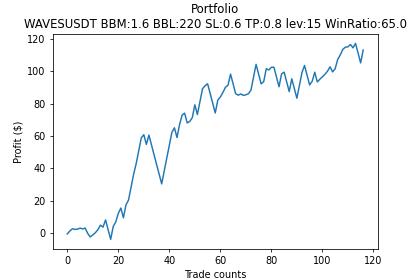 Portfolio
WAVESUSDT BBM:1.6 BBL:220 SL:0.6 TP:0.8 lev:15 WinRatio:65.0
120
100
80
60
40
20
0
Profit ($)
0 20 40 60 80 100 120
Trade counts